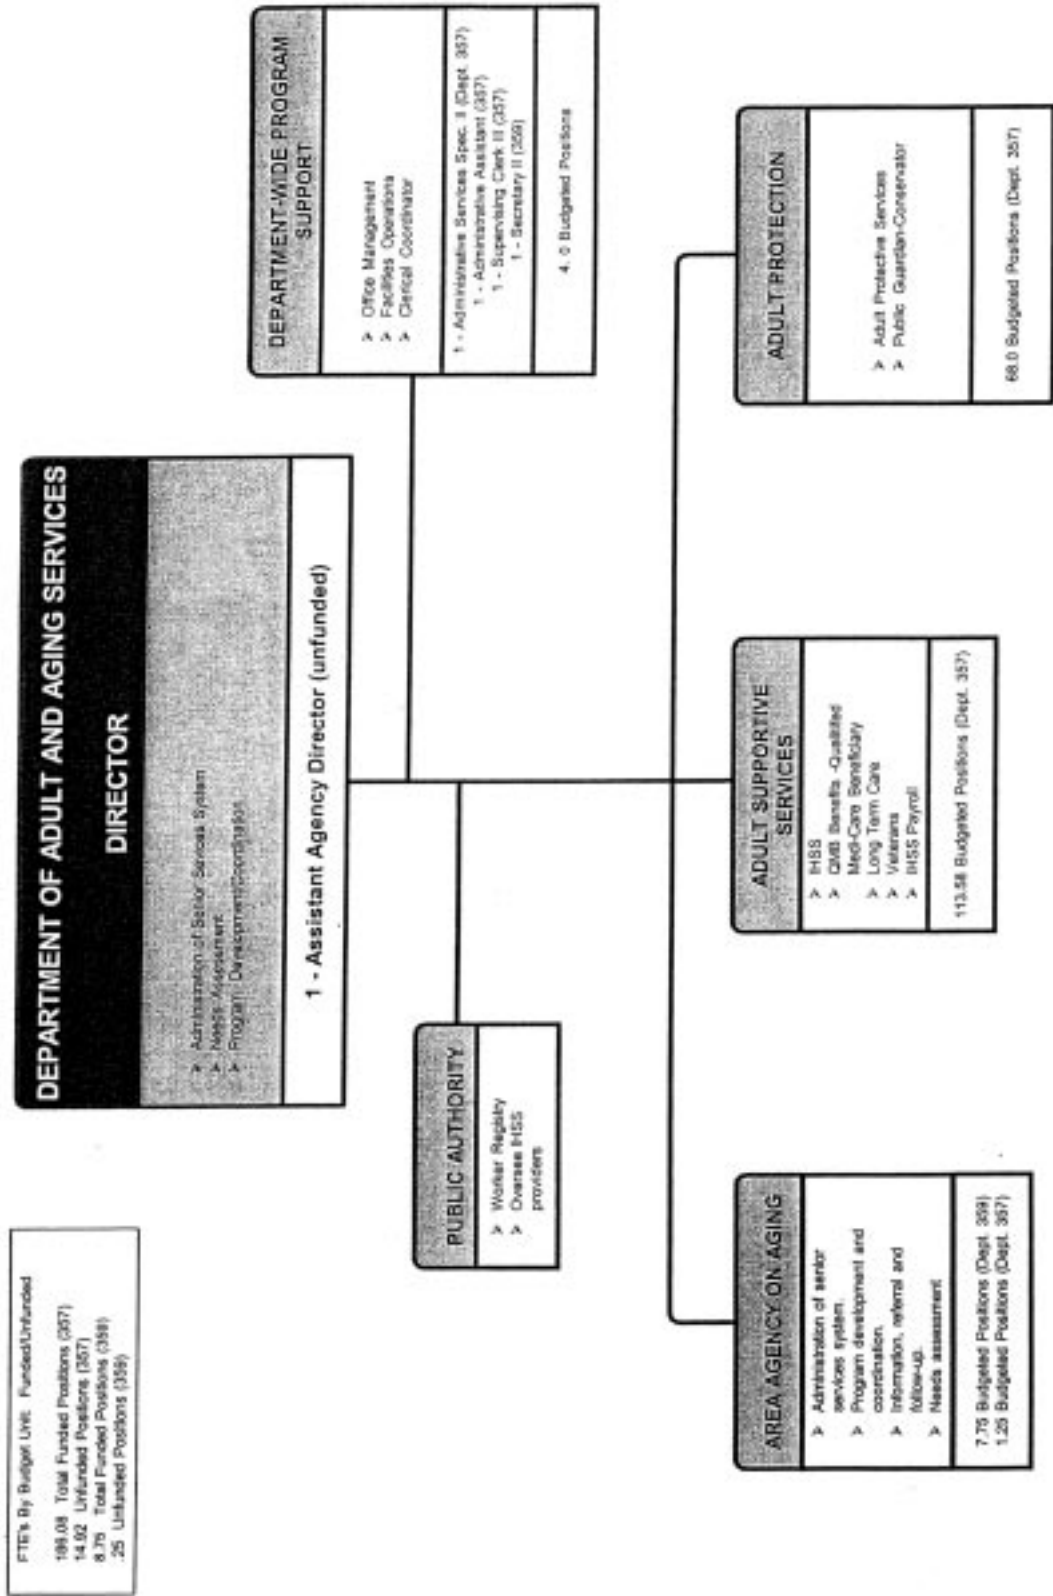 FTE's By Budget Unit: Funded/Unfunded
Total Funded Positions (357)
14.92 Unfunded Positions (357)
8.75 Total Funded Positions (359)
.25 Unfunded Positions (359)
DEPARTMENT OF ADULT AND AGING SERVICES
DIRECTOR
➢ Administration of Senior Services System
➢ Needs Assessment
➢ Program Development/Coordination
1 - Assistant Agency Director (unfunded)
DEPARTMENT-WIDE PROGRAM
SUPPORT
➢ Office Management
➢ Facilities Operations
➢ Clerical Coordinator
1 - Administrative Services Spec. II (Dept. 357)
1 - Administrative Assistant (357)
1 - Supervising Clerk III (357)
1 - Secretary II (359)
4. 0 Budgeted Positions
PUBLIC AUTHORITY
➢ Worker Registry
➢ Oversee IHSS
providers
AREA AGENCY ON AGING
➢ Administration of senior
services system.
➢ Program development and
coordination.
➢ Information, referral and
follow-up.
➢ Needs assessment
7.75 Budgeted Positions (Dept. 359)
1.25 Budgeted Positions (Dept. 357)
ADULT SUPPORTIVE
SERVICES
➢ IHSS
➢ QMB Benefits -Qualitified
Medi-Care Beneficiary
➢ Long Term Care
➢ Veterans
➢ IHSS Payroll
113.58 Budgeted Positions (Dept. 357)
ADULT PROTECTION
➢ Adult Protective Services
➢ Public Guardian-Conservator
68.0 Budgeted Positions (Dept. 357)